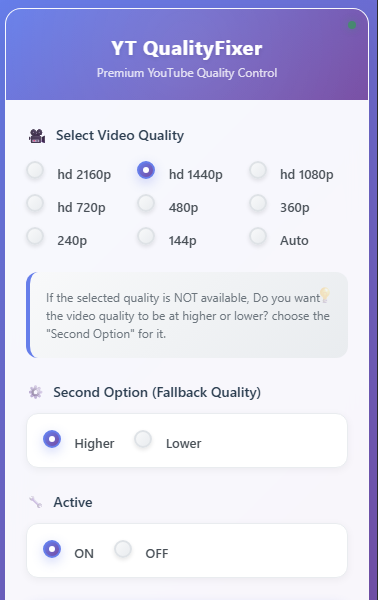 YT QualityFixer
Premium YouTube Quality Control
Select Video Quality
hd 2160p hd 1440p hd 1080p
hd 720p 480p 360p
240p 144p Auto
If the selected quality is NOT available, Do you want
the video quality to be at higher or lower? choose the
"Second Option" for it.
Second Option (Fallback Quality)
Higher Lower
Active
ON OFF